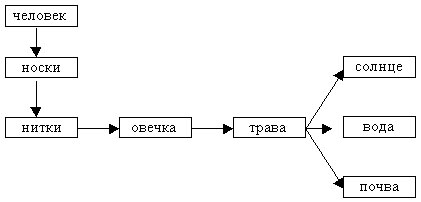 человек
носки
нитки
овечка
трава
солнце
вода
почва